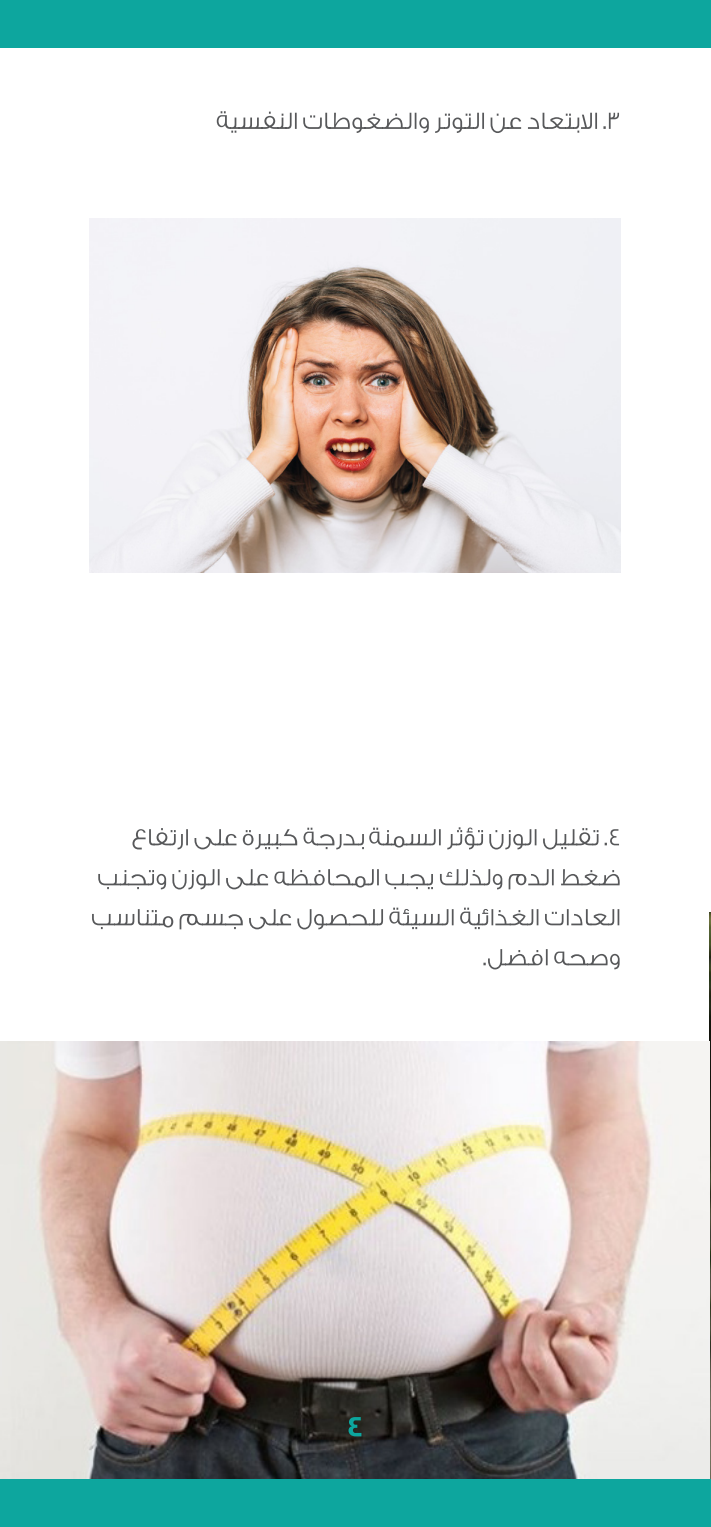 ٣. الابتعاد عن التوتر والضغوطات النفسية
٤. تقليل الوزن تؤثر السمنة بدرجة كبيرة على ارتفاع
ضغط الدم ولذلك يجب المحافظه على الوزن وتجنب
العادات الغذائية السيئة للحصول على جسم متناسب
وصحه افضل.
٤